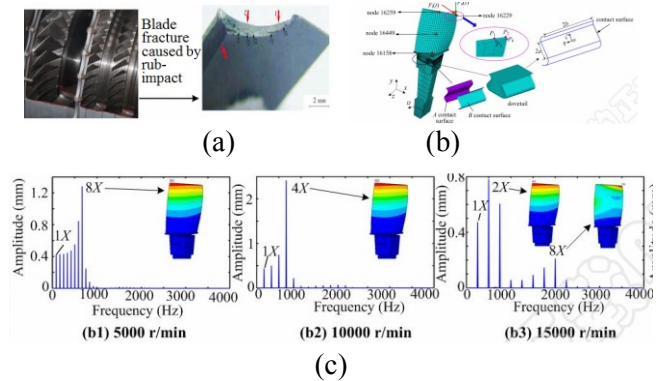 Blade
fracture
caused by
rub-
impact
2 mm
(a)
node 16259
F(t)
node 16229
node 16449
node 16158
contact surface
dovetail
A contact
surface
B contact surface
y
x
z
O
(b)
Amplitude (mm)
1.2
0.8
0.4
0
0
1000
2000
3000
4000
Frequency (Hz)
1X
8X
(b1) 5000 r/min
Amplitude (mm)
2
1
0
0
1000
2000
3000
4000
Frequency (Hz)
1X
4X
(b2) 10000 r/min
Amplitude (mm)
0.8
0.4
0
0
1000
2000
3000
4000
Frequency (Hz)
1X
2X
8X
(b3) 15000 r/min
(c)